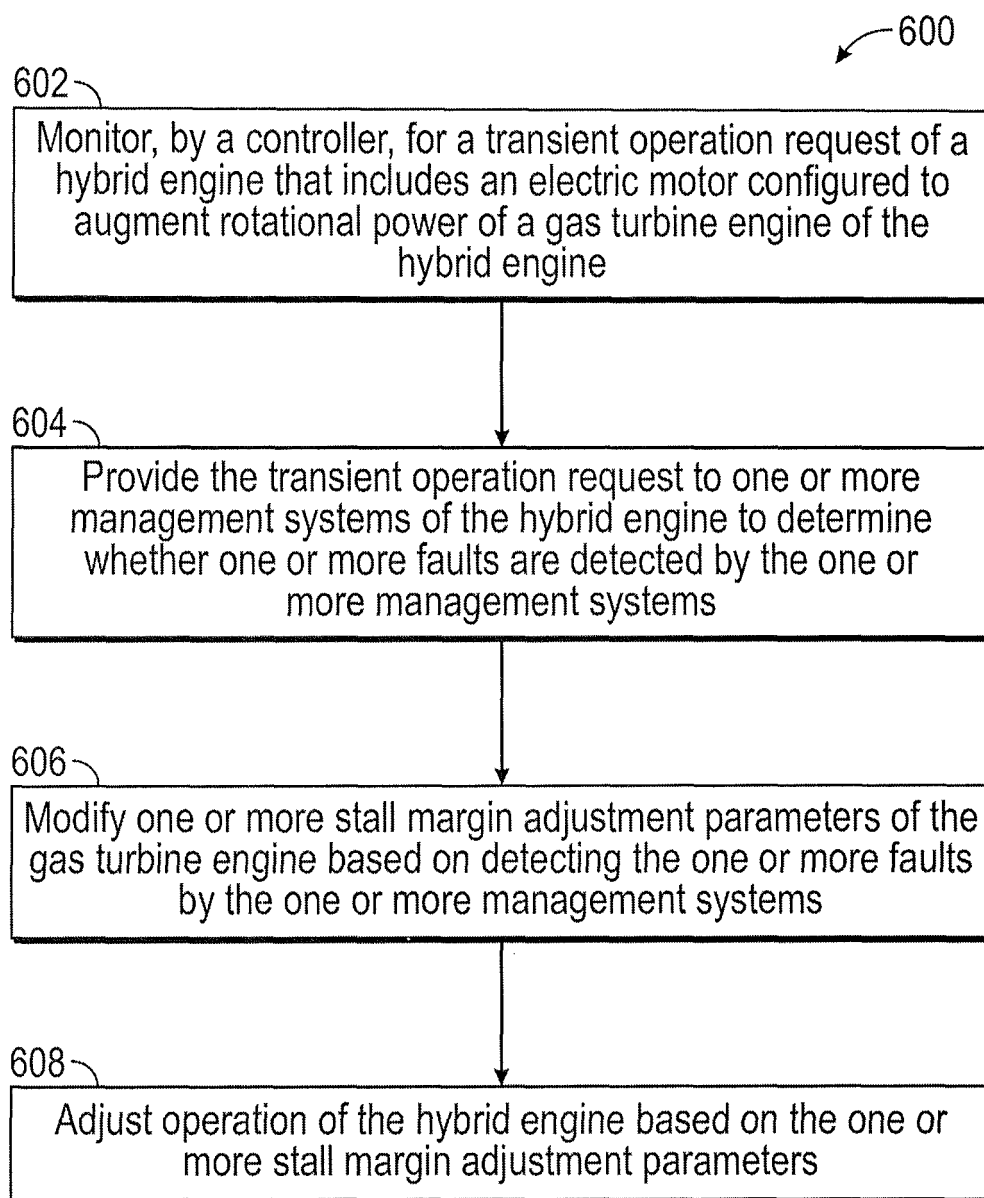 600
602
Monitor, by a controller, for a transient operation request of a
hybrid engine that includes an electric motor configured to
augment rotational power of a gas turbine engine of the
hybrid engine
604
Provide the transient operation request to one or more
management systems of the hybrid engine to determine
whether one or more faults are detected by the one or
more management systems
606
Modify one or more stall margin adjustment parameters of the
gas turbine engine based on detecting the one or more faults
by the one or more management systems
608
Adjust operation of the hybrid engine based on the one or
more stall margin adjustment parameters